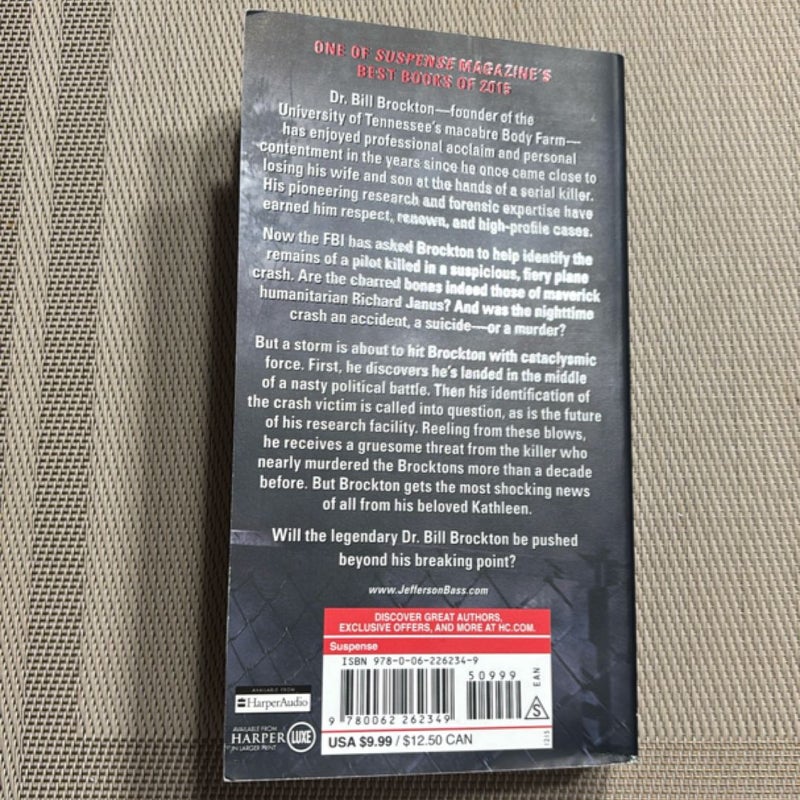 ONE OF SUSPENSE MAGAZINE'S
BEST BOOKS OF 2015
Dr. Bill Brockton—founder of the
University of Tennessee's macabre Body Farm—
has enjoyed professional acclaim and personal
contentment in the years since he once came close to
losing his wife and son at the hands of a serial killer.
His pioneering research and forensic expertise have
earned him respect, renown, and high-profile cases.
Now the FBI has asked Brockton to help identify the
remains of a pilot killed in a suspicious, fiery plane
crash. Are the charred bones indeed those of maverick
humanitarian Richard Janus? And was the nighttime
crash an accident, a suicide—or a murder?
But a storm is about to hit Brockton with cataclysmic
force. First, he discovers he's landed in the middle
of a nasty political battle. Then his identification of
the crash victim is called into question, as is the future
of his research facility. Reeling from these blows,
he receives a gruesome threat from the killer who
nearly murdered the Brocktons more than a decade
before. But Brockton gets the most shocking news
of all from his beloved Kathleen.
Will the legendary Dr. Bill Brockton be pushed
beyond his breaking point?
www.JeffersonBass.com
DISCOVER GREAT AUTHORS,
EXCLUSIVE OFFERS, AND MORE AT HC.COM.
Suspense
ISBN 978-0-06-226234-9
50999
EAN
9 780062 262349
S
USA $9.99 / $12.50 CAN
1215
AVAILABLE FROM
HarperAudio
AVAILABLE FROM
HARPER LUXE
IN LARGER PRINT